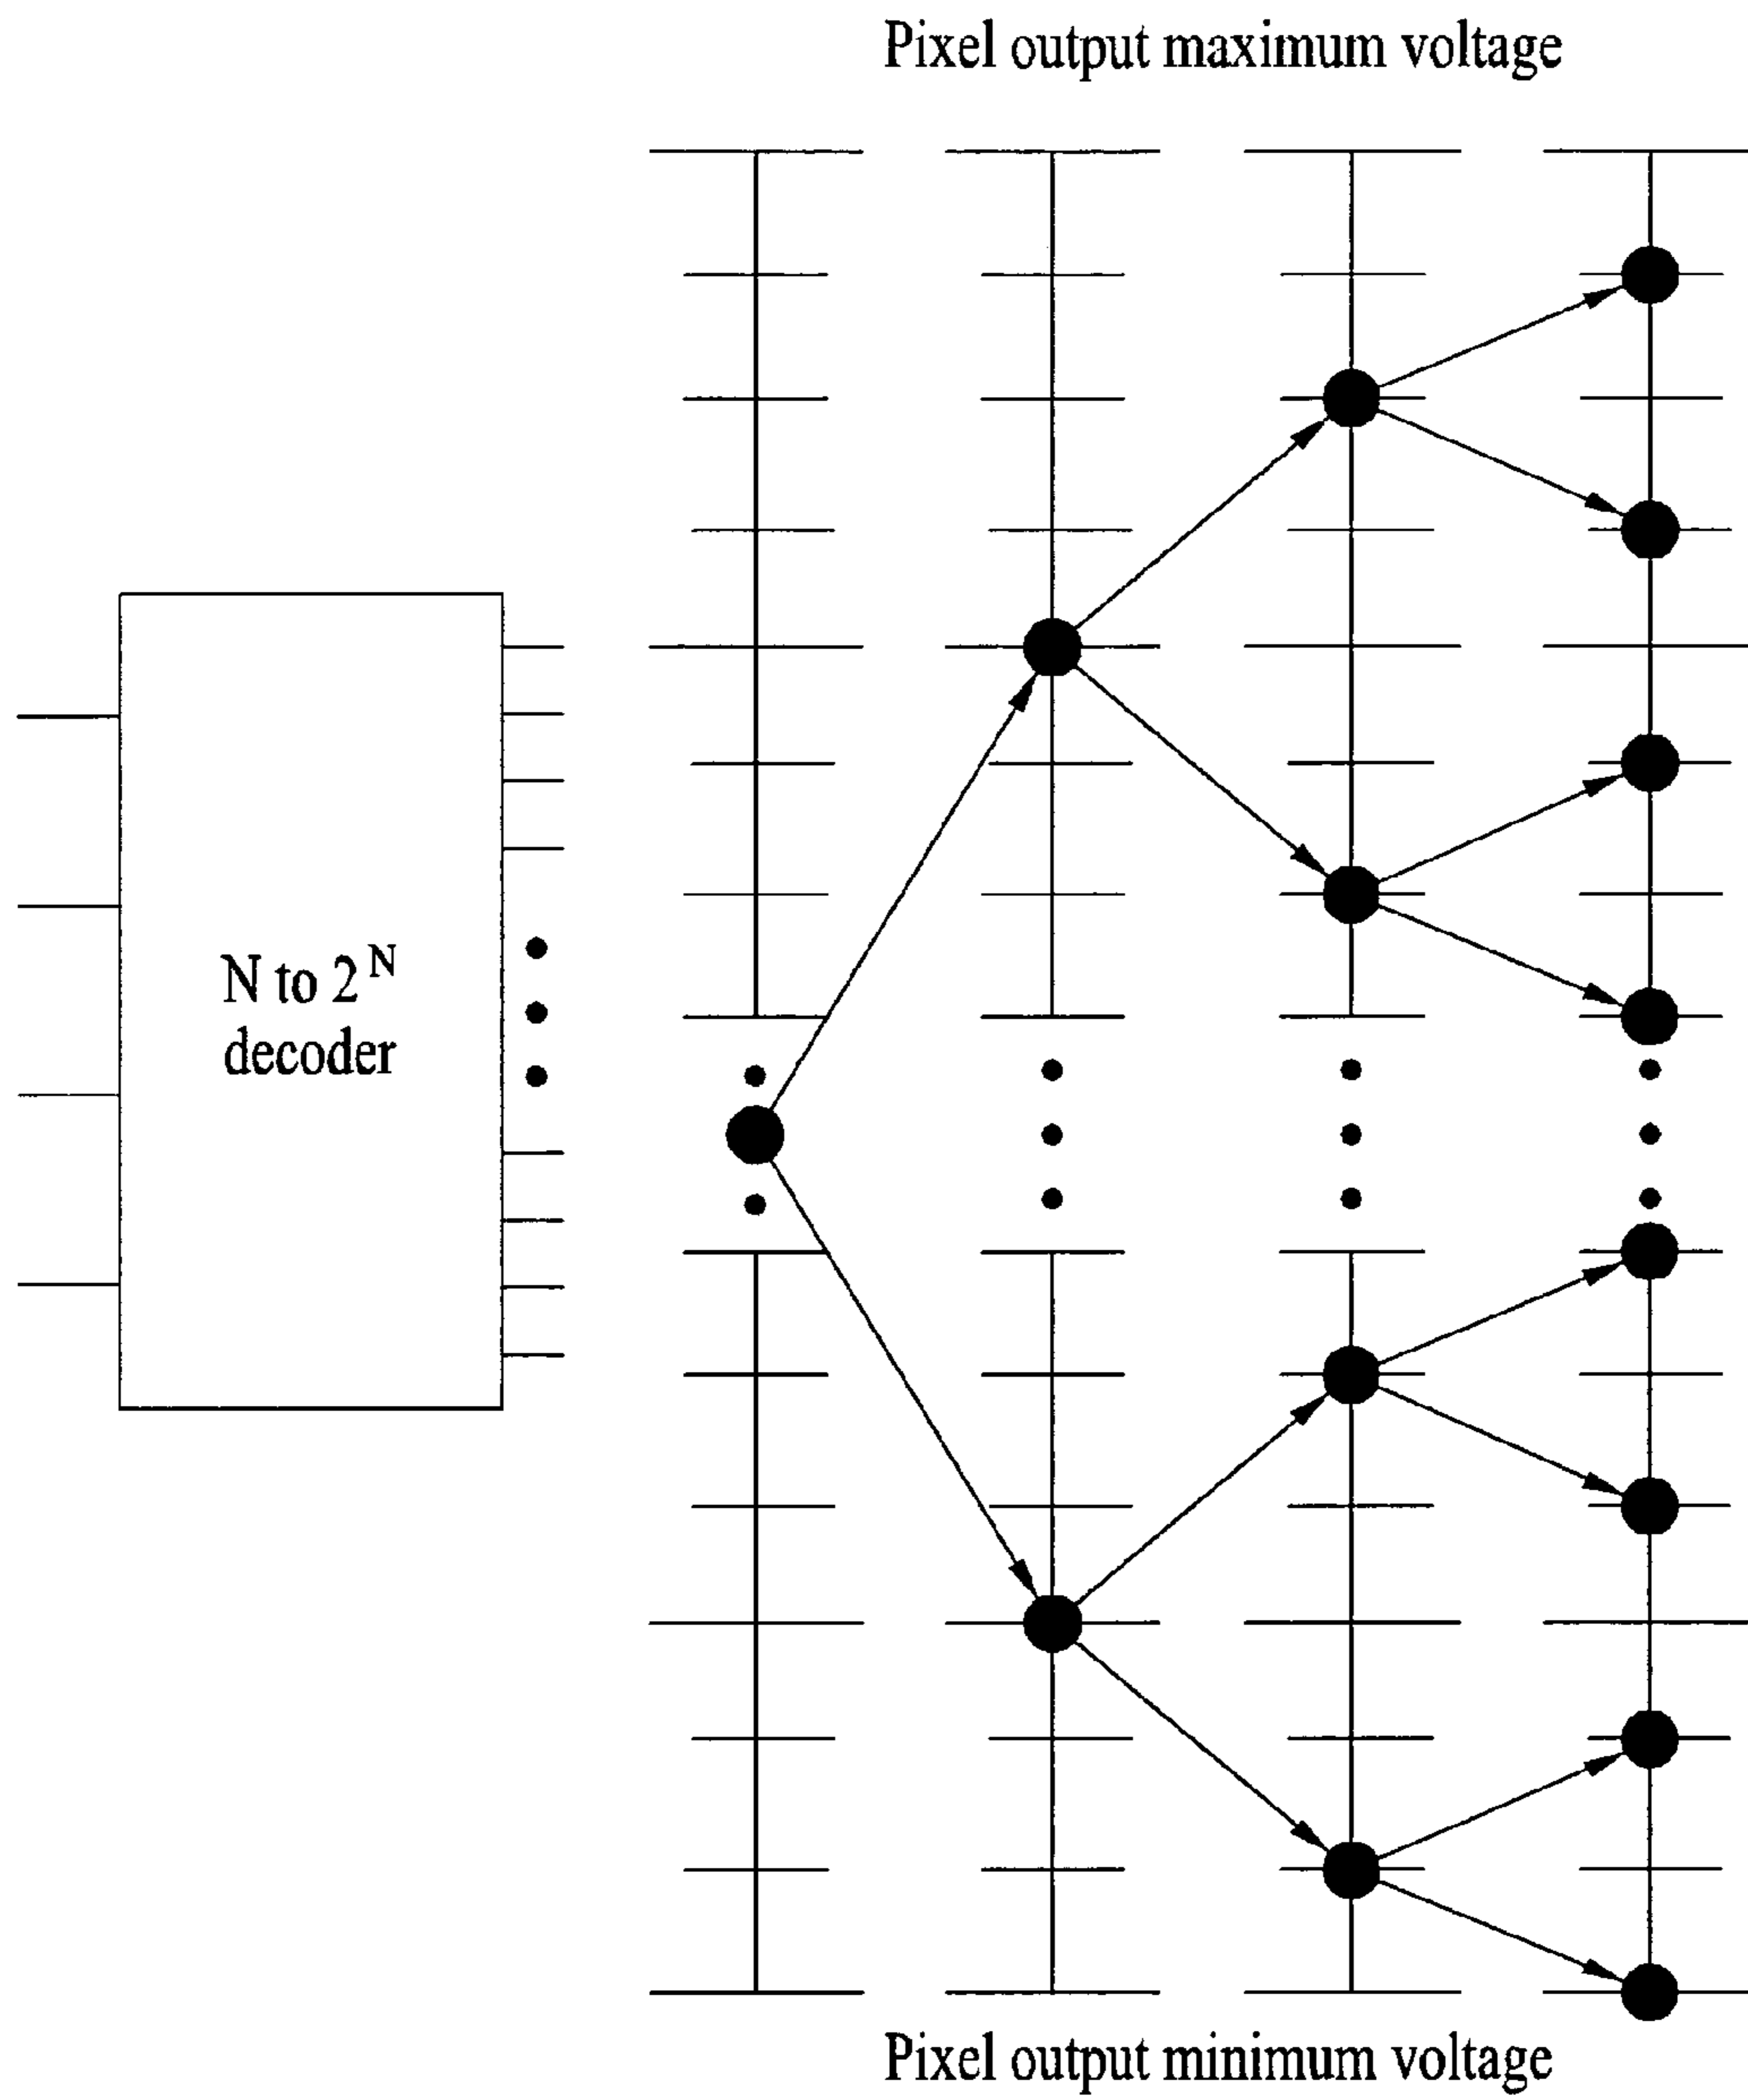 Pixel output maximum voltage
N to 2^N
decoder
Pixel output minimum voltage